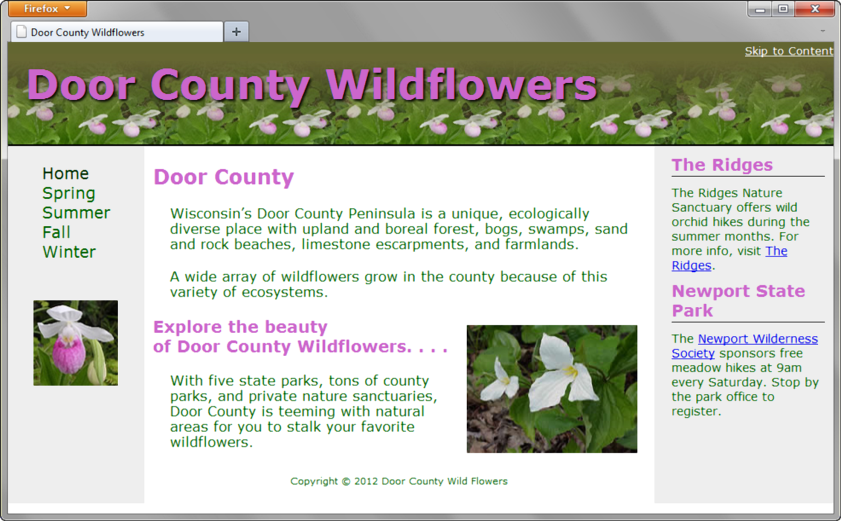 Firefox
Door County Wildflowers
Skip to Content
Door County Wildflowers
Home
Spring
Summer
Fall
Winter
Door County
Wisconsin's Door County Peninsula is a unique, ecologically
diverse place with upland and boreal forest, bogs, swamps, sand
and rock beaches, limestone escarpments, and farmlands.
A wide array of wildflowers grow in the county because of this
variety of ecosystems.
Explore the beauty
of Door County Wildflowers. . . .
With five state parks, tons of county
parks, and private nature sanctuaries,
Door County is teeming with natural
areas for you to stalk your favorite
wildflowers.
Copyright © 2012 Door County Wild Flowers
The Ridges
The Ridges Nature
Sanctuary offers wild
orchid hikes during the
summer months. For
more info, visit The
Ridges.
Newport State
Park
The Newport Wilderness
Society sponsors free
meadow hikes at 9am
every Saturday. Stop by
the park office to
register.